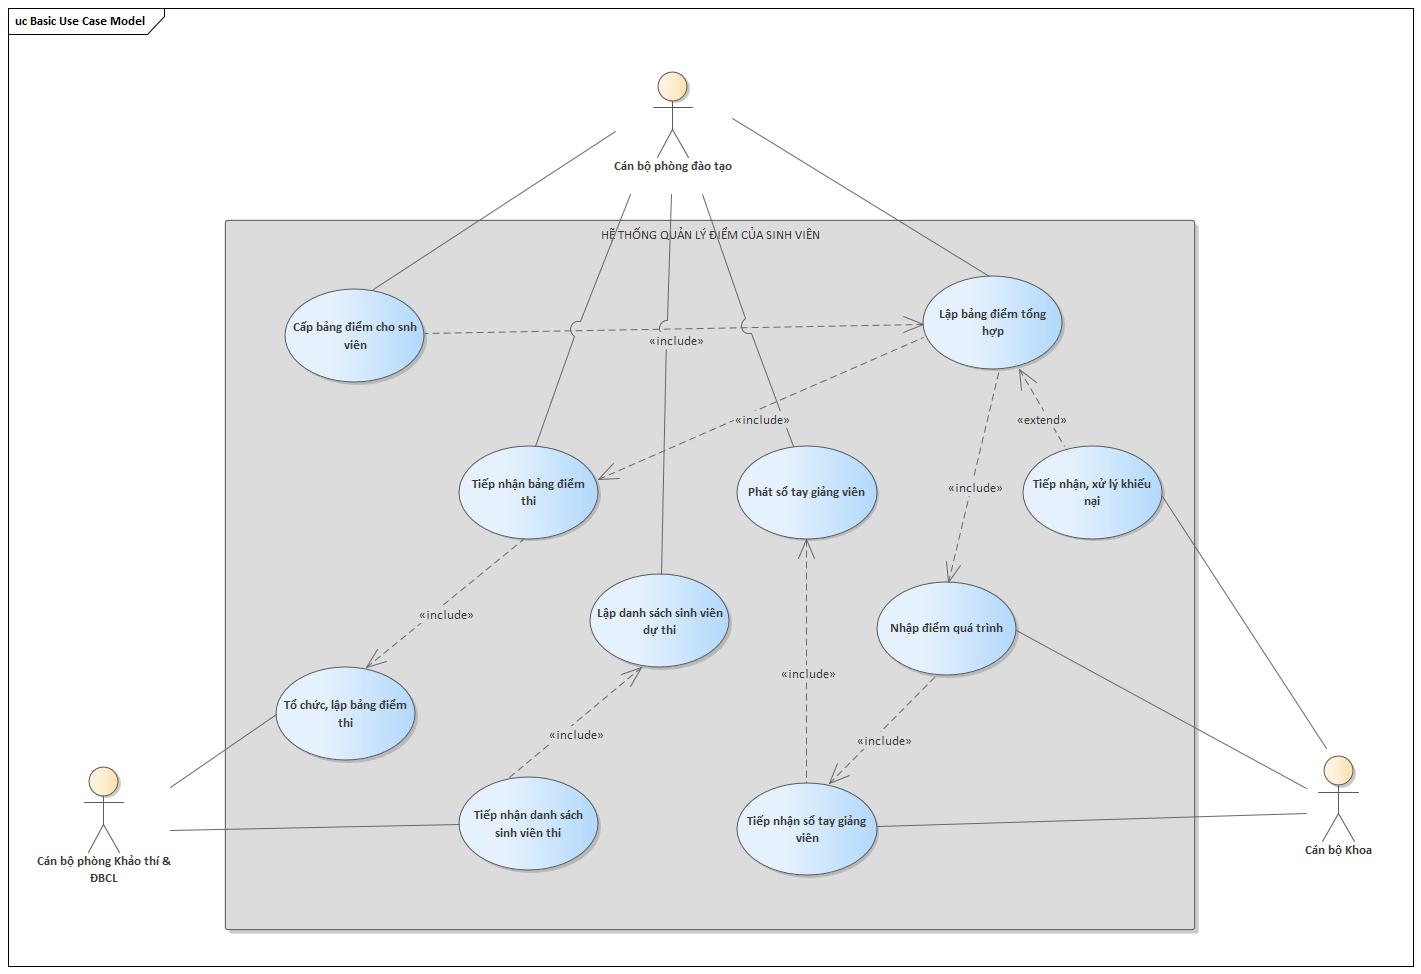 uc Basic Use Case Model
Cán bộ phòng đào tạo
HỆ THỐNG QUẢN LÝ ĐIỂM CỦA SINH VIÊN
Cấp bảng điểm cho snh
viên
Lập bảng điểm tổng
hợp
«include»
«include»
«extend»
Tiếp nhận bảng điểm
thi
Phát sổ tay giảng viên
«include»
Tiếp nhận, xử lý khiếu
nại
«include»
Lập danh sách sinh viên
dự thi
Nhập điểm quá trình
«include»
Tổ chức, lập bảng điểm
thi
«include»
«include»
Tiếp nhận danh sách
sinh viên thi
Tiếp nhận sổ tay giảng
viên
Cán bộ phòng Khảo thí &
ĐBCL
Cán bộ Khoa